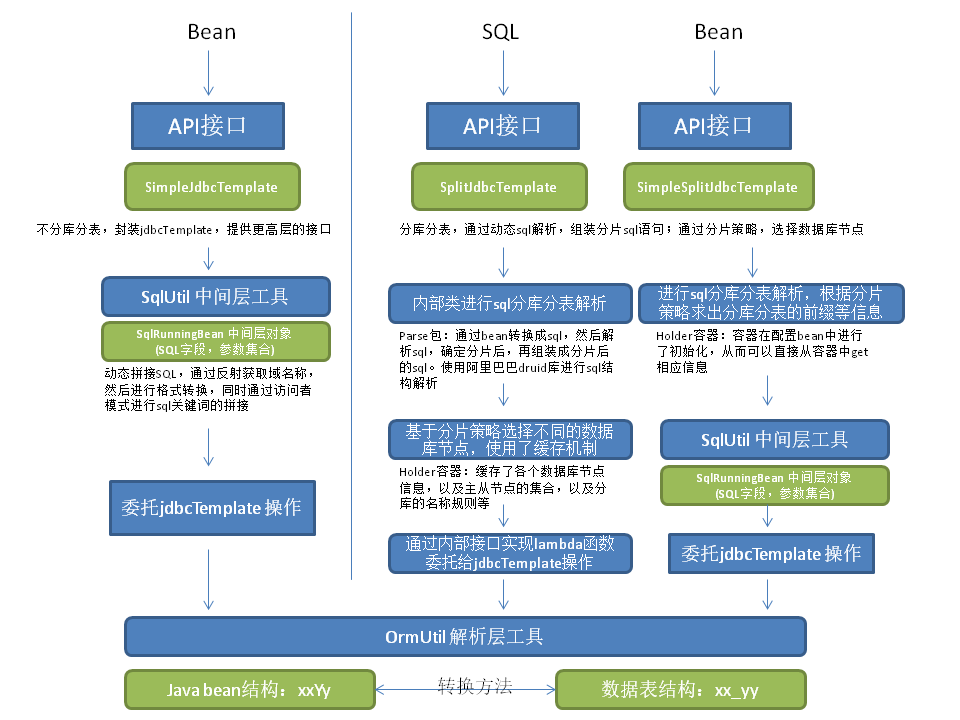 Bean
SQL
Bean
API接口
API接口
API接口
SimpleJdbcTemplate
SplitJdbcTemplate
SimpleSplitJdbcTemplate
不分库分表，封装jdbcTemplate，提供更高层的接口
分库分表，通过动态sql解析，组装分片sql语句；通过分片策略，选择数据库节点
SqlUtil 中间层工具
SqlRunningBean 中间层对象
(SQL字段，参数集合)
动态拼接SQL，通过反射获取域名称，
然后进行格式转换，同时通过访问者
模式进行sql关键词的拼接
委托jdbcTemplate 操作
内部类进行sql分库分表解析
Parse包：通过bean转换成sql，然后解
析sql，确定分片后，再组装成分片后
的sql。使用阿里巴巴druid库进行sql结
构解析
基于分片策略选择不同的数据
库节点，使用了缓存机制
Holder容器：缓存了各个数据库节点
信息，以及主从节点的集合，以及分
库的名称规则等
通过内部接口实现lambda函数
委托给jdbcTemplate操作
进行sql分库分表解析，根据分片
策略求出分库分表的前缀等信息
Holder容器：容器在配置bean中进行
了初始化，从而可以直接从容器中get
相应信息
SqlUtil 中间层工具
SqlRunningBean 中间层对象
(SQL字段，参数集合)
委托jdbcTemplate 操作
OrmUtil 解析层工具
Java bean结构：xxYy
转换方法
数据表结构：xx_yy